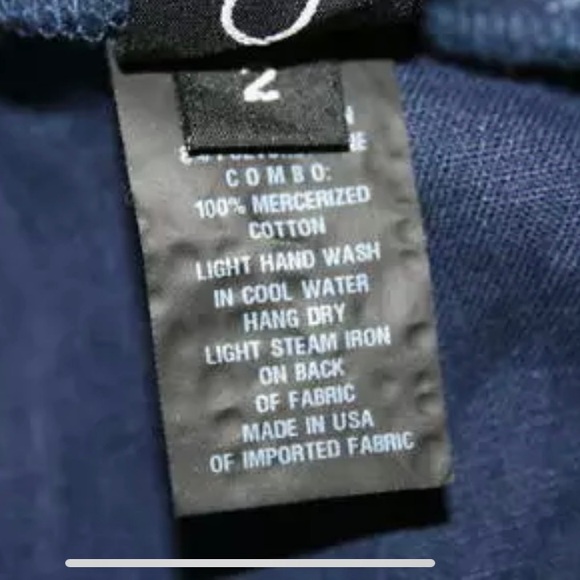 2
COMBO:
100% MERCERIZED
COTTON
LIGHT HAND WASH
IN COOL WATER
HANG DRY
LIGHT STEAM IRON
ON BACK
OF FABRIC
MADE IN USA
OF IMPORTED FABRIC